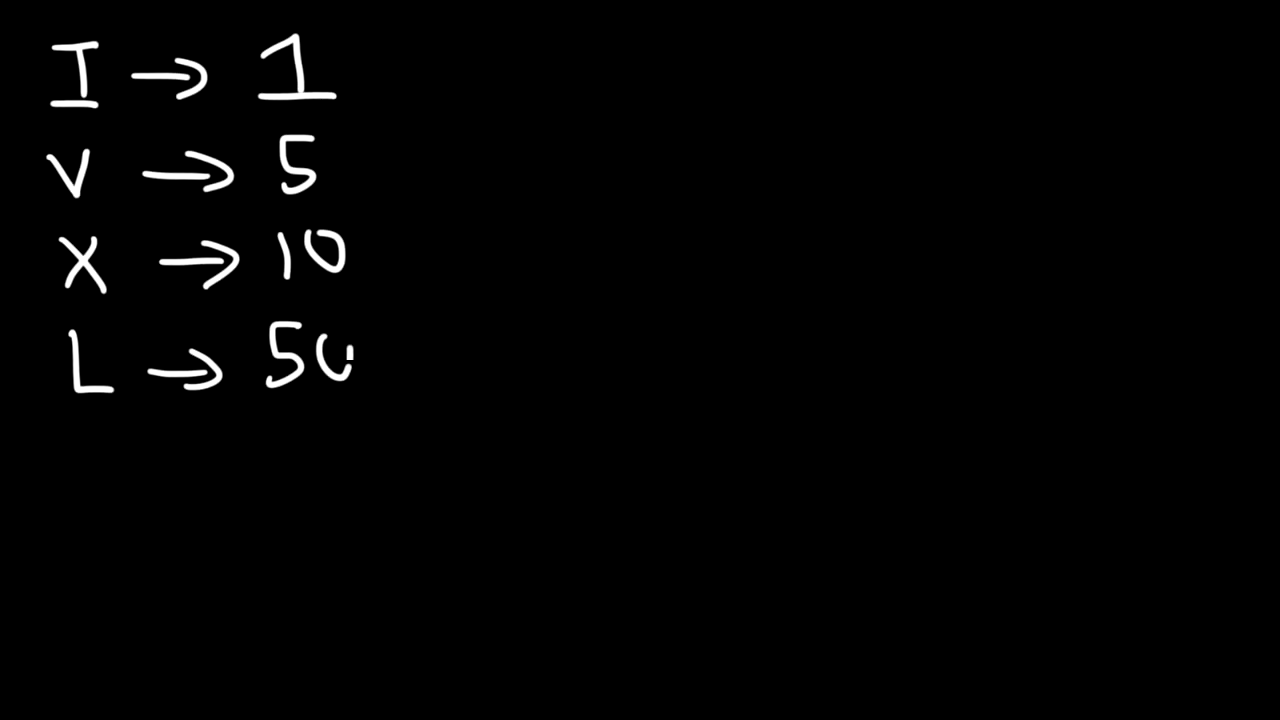 I → 1
V → 5
X → 10
L → 50